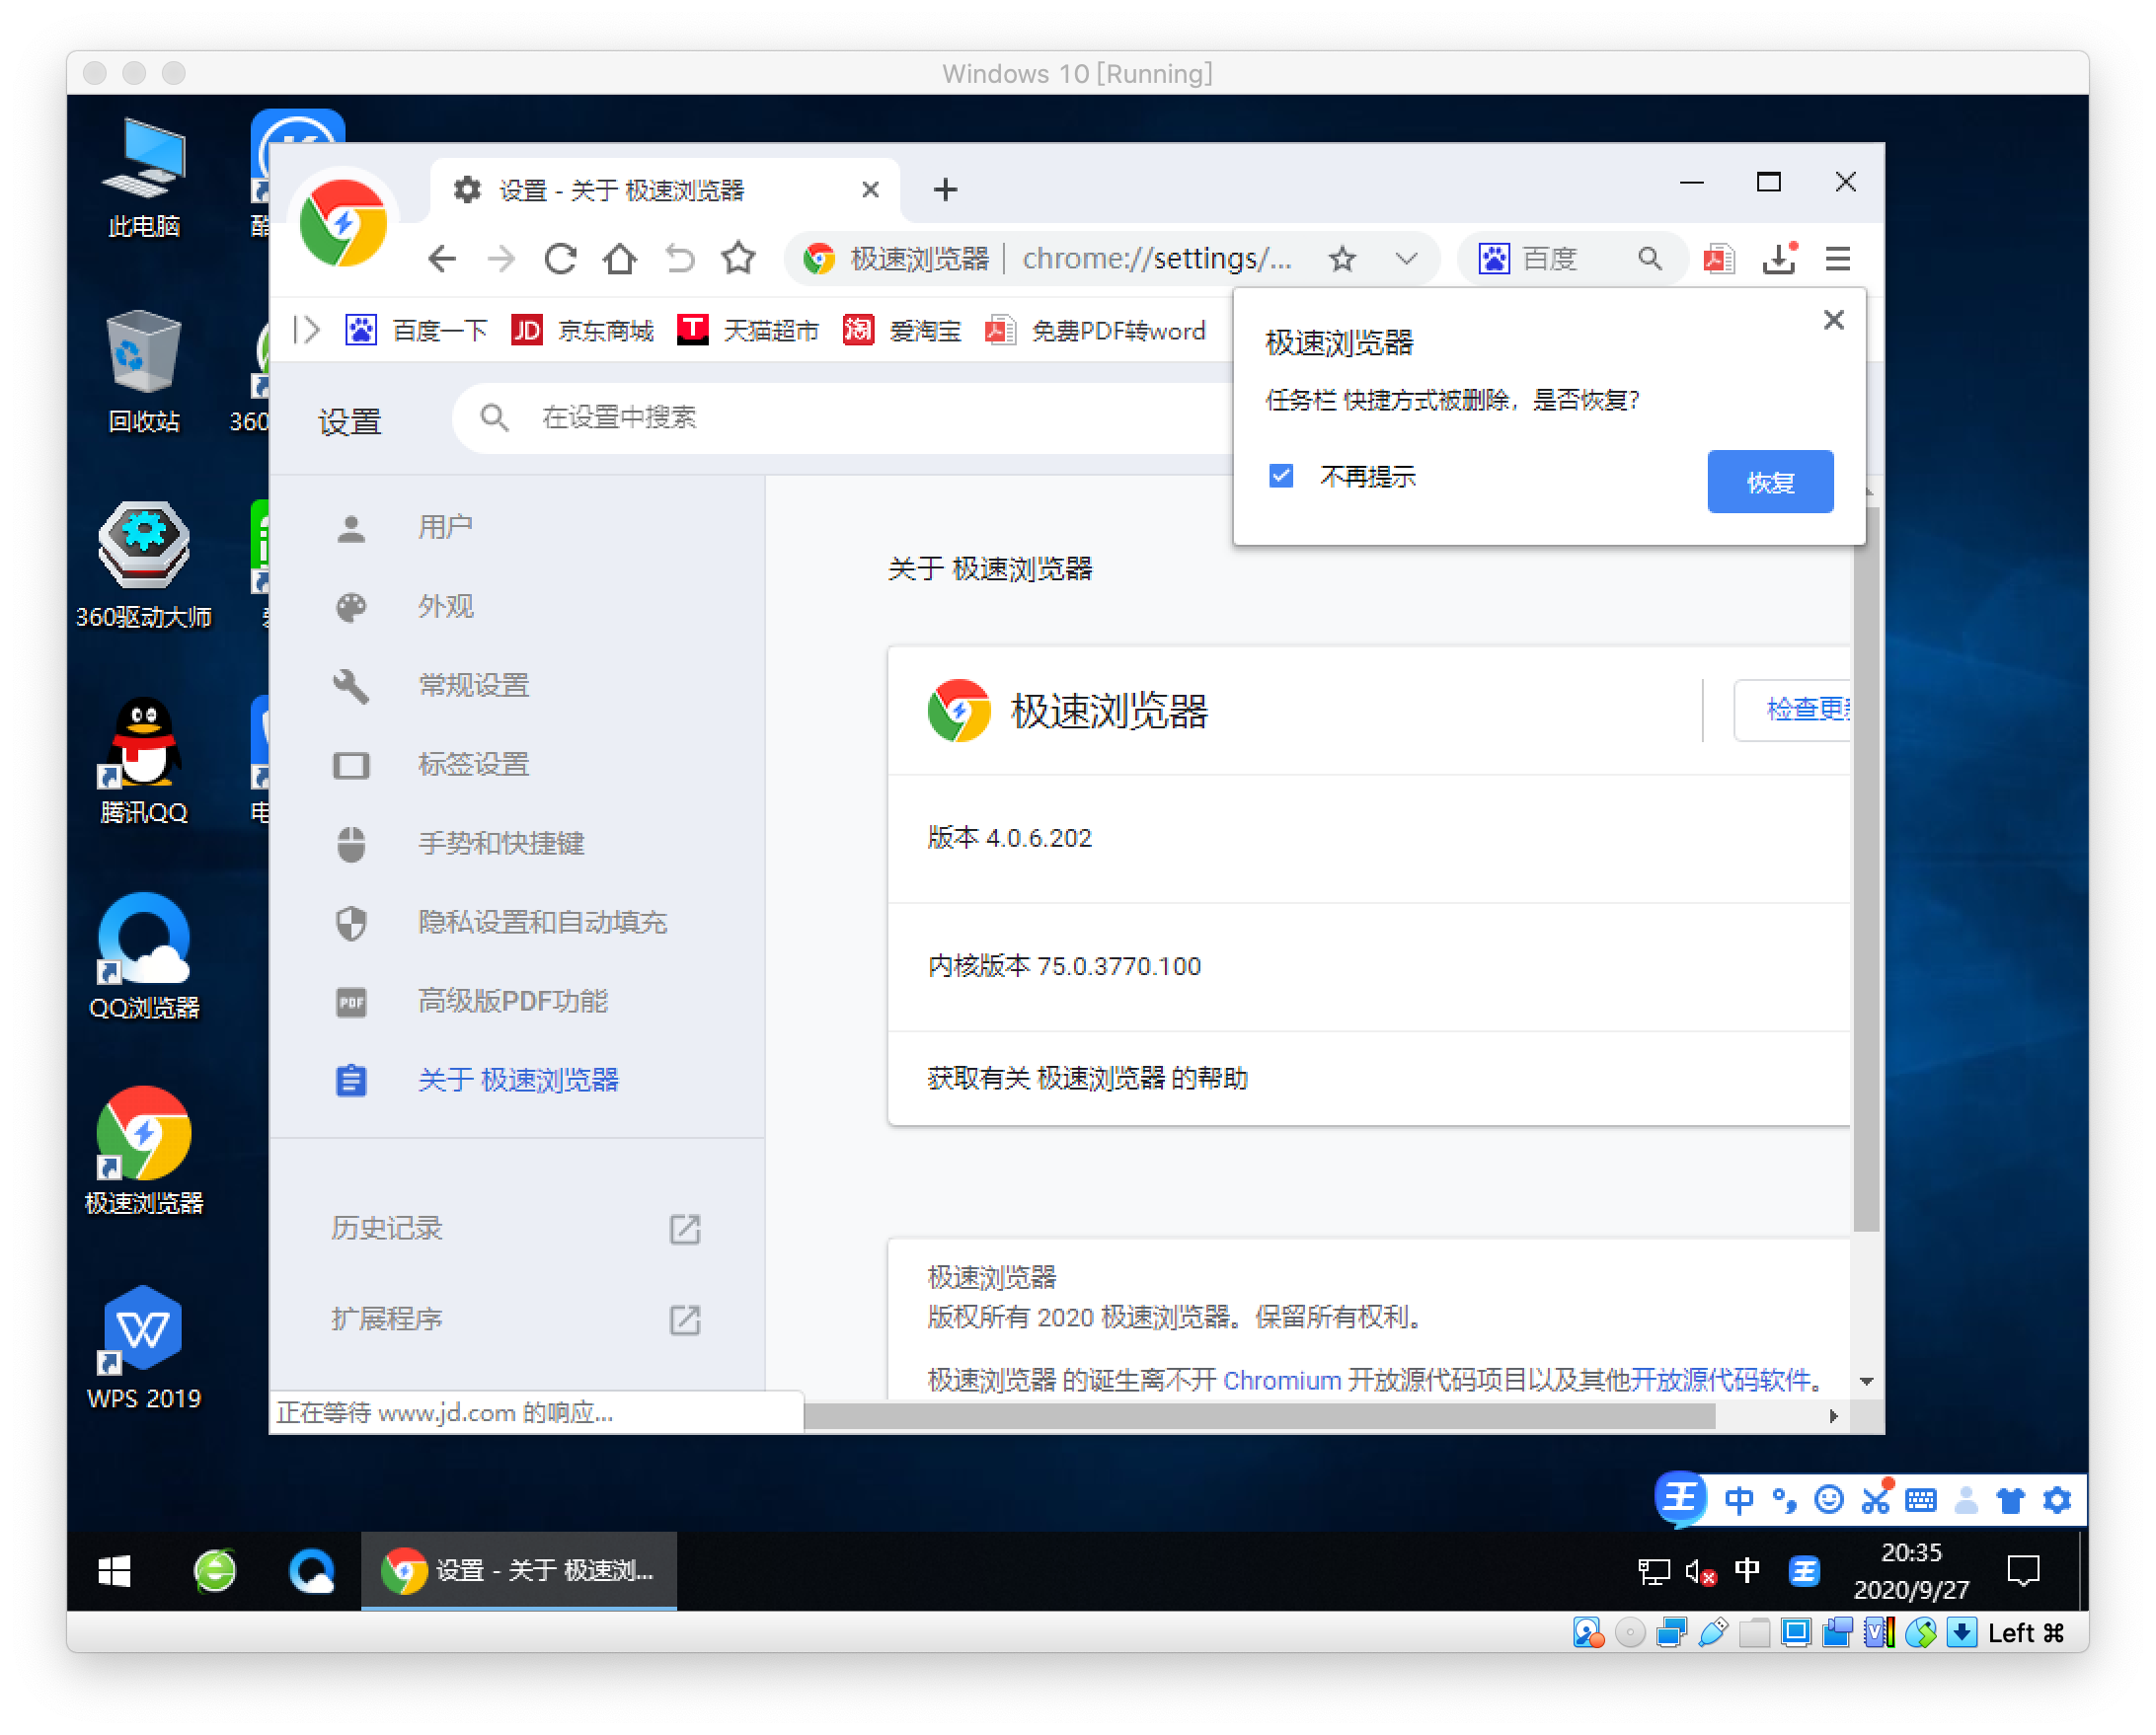 Windows 10 [Running]
此电脑
回收站
360
360驱动大师
腾讯QQ
QQ浏览器
极速浏览器
WPS 2019
设置 - 关于 极速浏览器
极速浏览器 | chrome://settings/...
百度
百度一下
JD 京东商城
T 天猫超市
淘 爱淘宝
免费PDF转word
极速浏览器
任务栏 快捷方式被删除，是否恢复？
不再提示
恢复
设置
在设置中搜索
用户
外观
常规设置
标签设置
手势和快捷键
隐私设置和自动填充
PDF 高级版PDF功能
关于 极速浏览器
历史记录
扩展程序
关于 极速浏览器
极速浏览器
检查更
版本 4.0.6.202
内核版本 75.0.3770.100
获取有关 极速浏览器 的帮助
极速浏览器
版权所有 2020 极速浏览器。保留所有权利。
极速浏览器 的诞生离不开 Chromium 开放源代码项目以及其他开放源代码软件。
正在等待 www.jd.com 的响应...
王 中
设置 - 关于 极速浏...
中
20:35
2020/9/27
Left ⌘